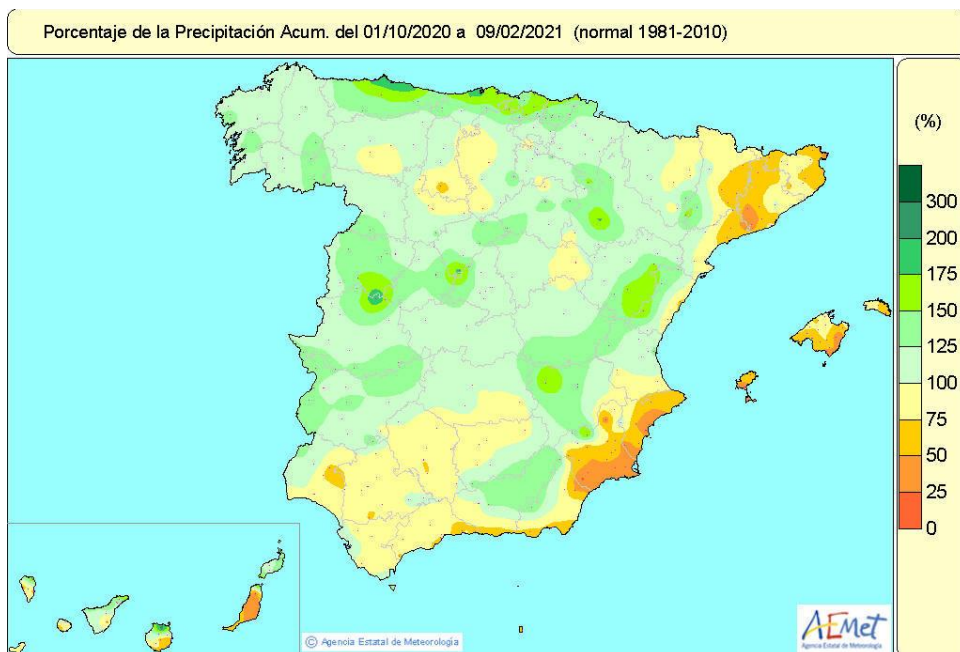 Porcentaje de la Precipitación Acum. del 01/10/2020 a 09/02/2021 (normal 1981-2010)
(%)
300
200
175
150
125
100
75
50
25
0
© Agencia Estatal de Meteorología
AEMet
Agencia Estatal de Meteorología